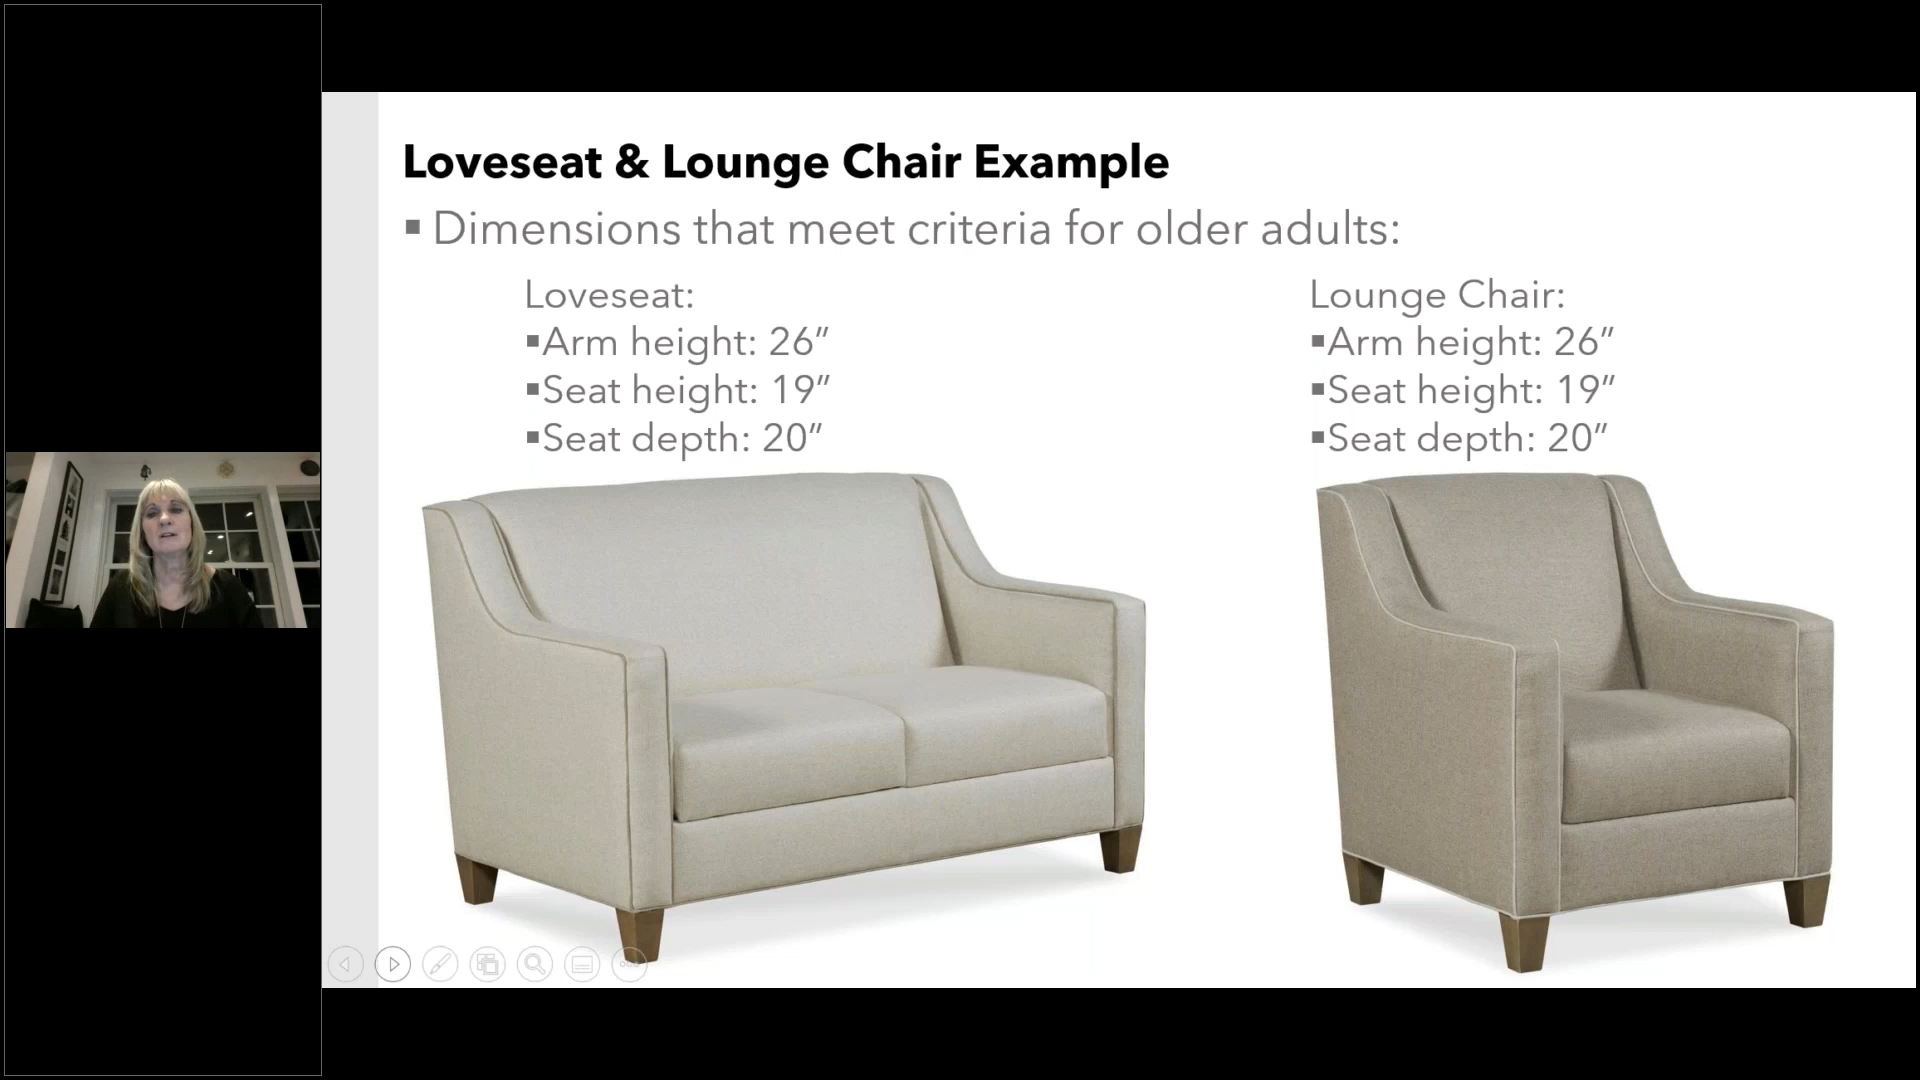 Loveseat & Lounge Chair Example
▪ Dimensions that meet criteria for older adults:
Loveseat:
▪Arm height: 26”
▪Seat height: 19”
▪Seat depth: 20”
Lounge Chair:
▪Arm height: 26”
▪Seat height: 19”
▪Seat depth: 20”